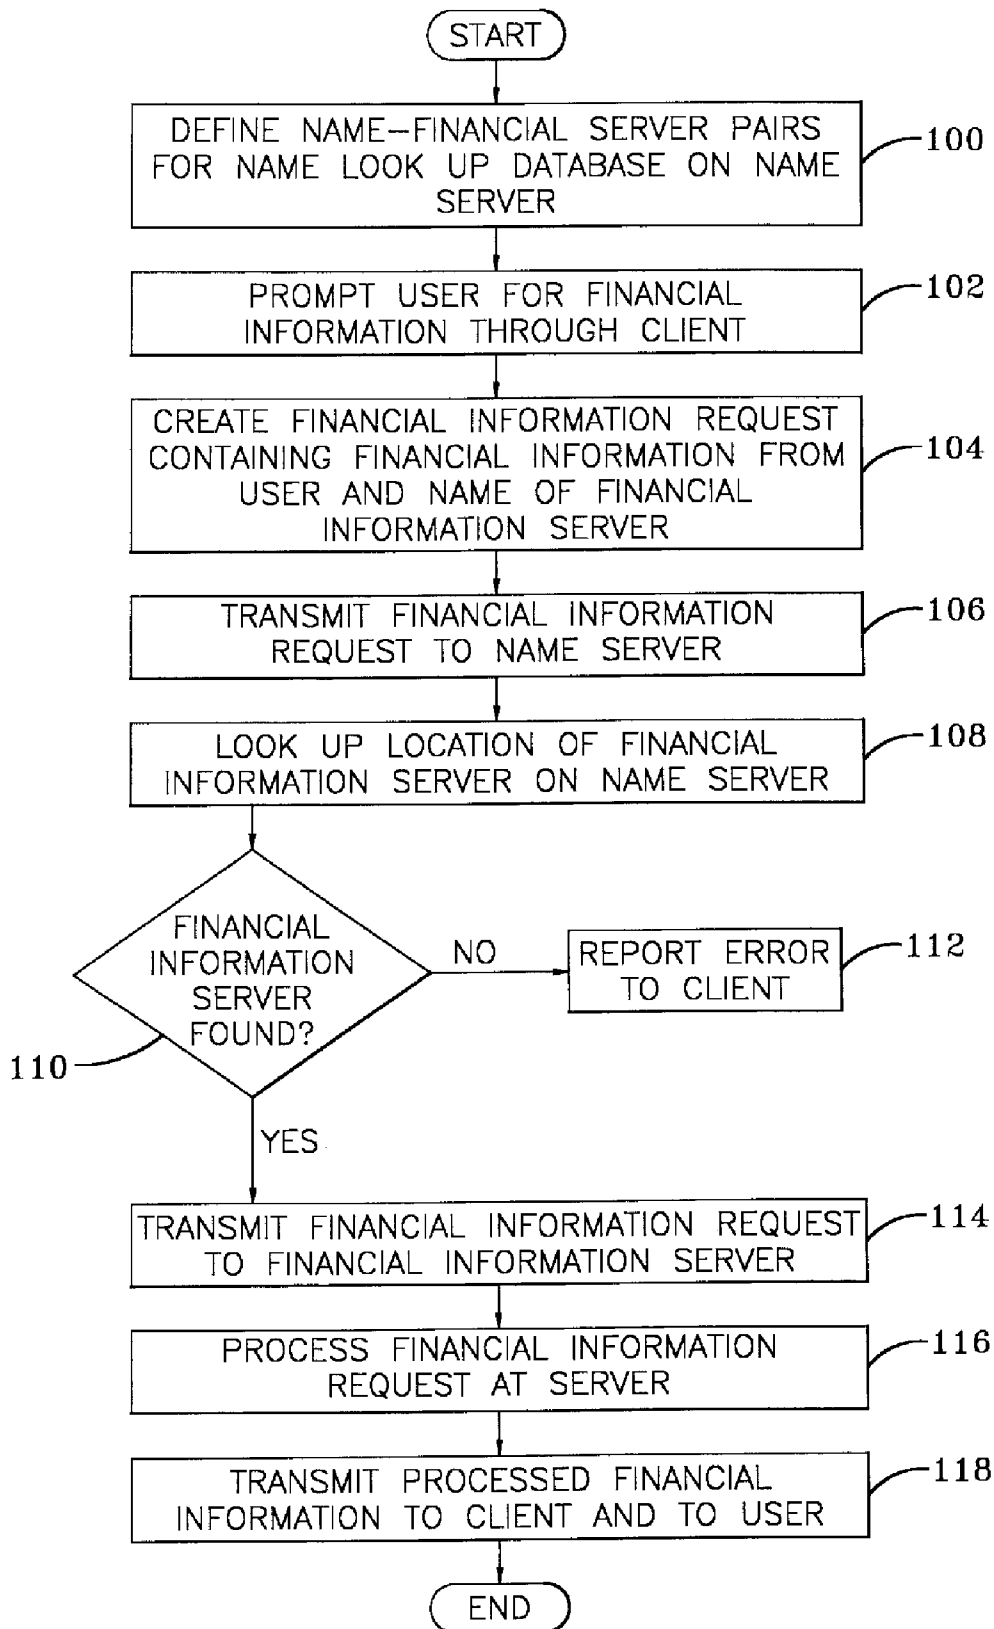 START
DEFINE NAME-FINANCIAL SERVER PAIRS
FOR NAME LOOK UP DATABASE ON NAME
SERVER
100
PROMPT USER FOR FINANCIAL
INFORMATION THROUGH CLIENT
102
CREATE FINANCIAL INFORMATION REQUEST
CONTAINING FINANCIAL INFORMATION FROM
USER AND NAME OF FINANCIAL
INFORMATION SERVER
104
TRANSMIT FINANCIAL INFORMATION
REQUEST TO NAME SERVER
106
LOOK UP LOCATION OF FINANCIAL
INFORMATION SERVER ON NAME SERVER
108
FINANCIAL
INFORMATION
SERVER
FOUND?
110
NO
REPORT ERROR
TO CLIENT
112
YES
TRANSMIT FINANCIAL INFORMATION REQUEST
TO FINANCIAL INFORMATION SERVER
114
PROCESS FINANCIAL INFORMATION
REQUEST AT SERVER
116
TRANSMIT PROCESSED FINANCIAL
INFORMATION TO CLIENT AND TO USER
118
END